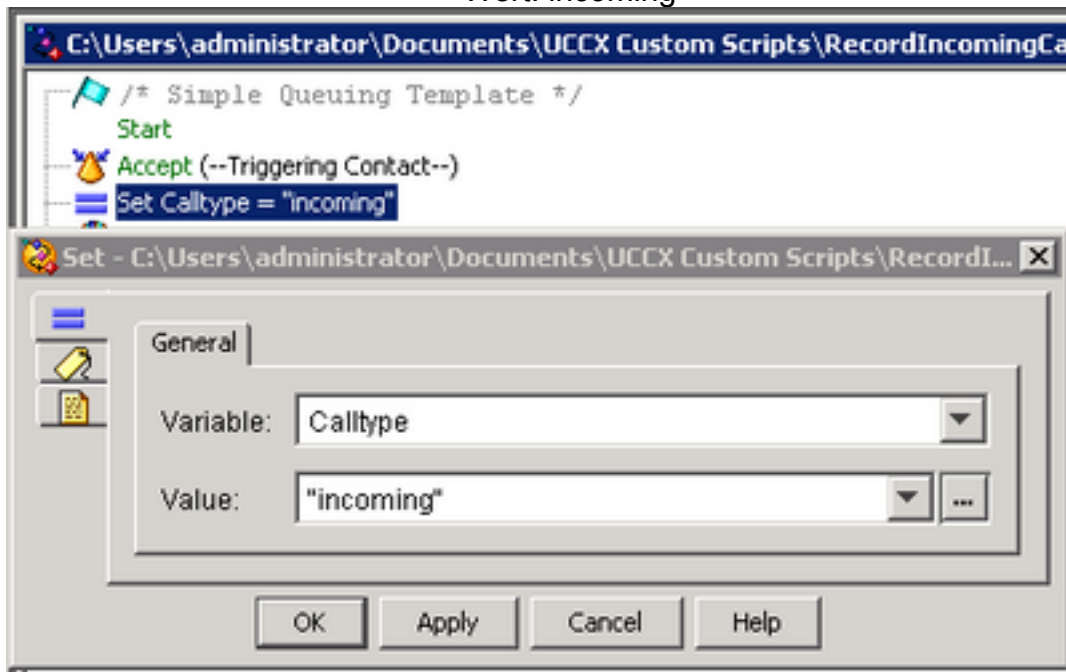 C:\Users\administrator\Documents\UCCX Custom Scripts\RecordIncomingCa
/* Simple Queuing Template */
Start
Accept (--Triggering Contact--)
Set Calltype = "incoming"
Set - C:\Users\administrator\Documents\UCCX Custom Scripts\RecordI...
General
Variable: Calltype
Value: "incoming" ...
OK Apply Cancel Help